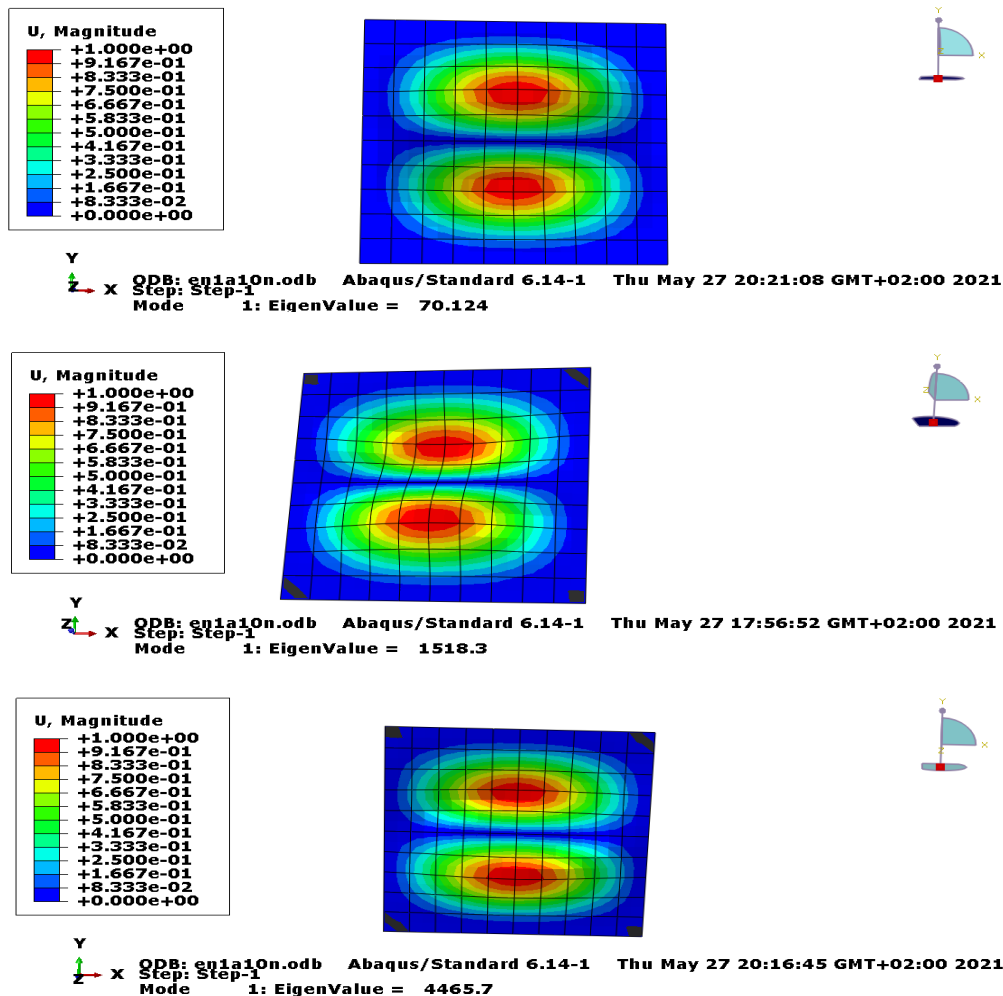 U, Magnitude
+1.000e+00
+9.167e-01
+8.333e-01
+7.500e-01
+6.667e-01
+5.833e-01
+5.000e-01
+4.167e-01
+3.333e-01
+2.500e-01
+1.667e-01
+8.333e-02
+0.000e+00
Y
X
Y
Z X
ODB: en1a10n.odb Abaqus/Standard 6.14-1 Thu May 27 20:21:08 GMT+02:00 2021
Step: Step-1
Mode 1: EigenValue = 70.124
U, Magnitude
+1.000e+00
+9.167e-01
+8.333e-01
+7.500e-01
+6.667e-01
+5.833e-01
+5.000e-01
+4.167e-01
+3.333e-01
+2.500e-01
+1.667e-01
+8.333e-02
+0.000e+00
Y
Z
X
Y
Z X
ODB: en1a10n.odb Abaqus/Standard 6.14-1 Thu May 27 17:56:52 GMT+02:00 2021
Step: Step-1
Mode 1: EigenValue = 1518.3
U, Magnitude
+1.000e+00
+9.167e-01
+8.333e-01
+7.500e-01
+6.667e-01
+5.833e-01
+5.000e-01
+4.167e-01
+3.333e-01
+2.500e-01
+1.667e-01
+8.333e-02
+0.000e+00
Y
X
Z
Y
X
Z
ODB: en1a10n.odb Abaqus/Standard 6.14-1 Thu May 27 20:16:45 GMT+02:00 2021
Step: Step-1
Mode 1: EigenValue = 4465.7